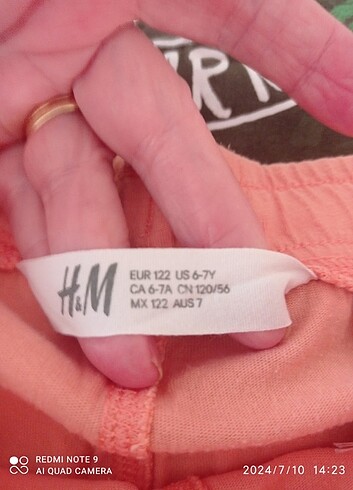 H&M
EUR 122 US 6-7Y
CA 6-7A CN 120/56
MX 122 AUS 7
REDMI NOTE 9
AI QUAD CAMERA
2024/7/10 14:23